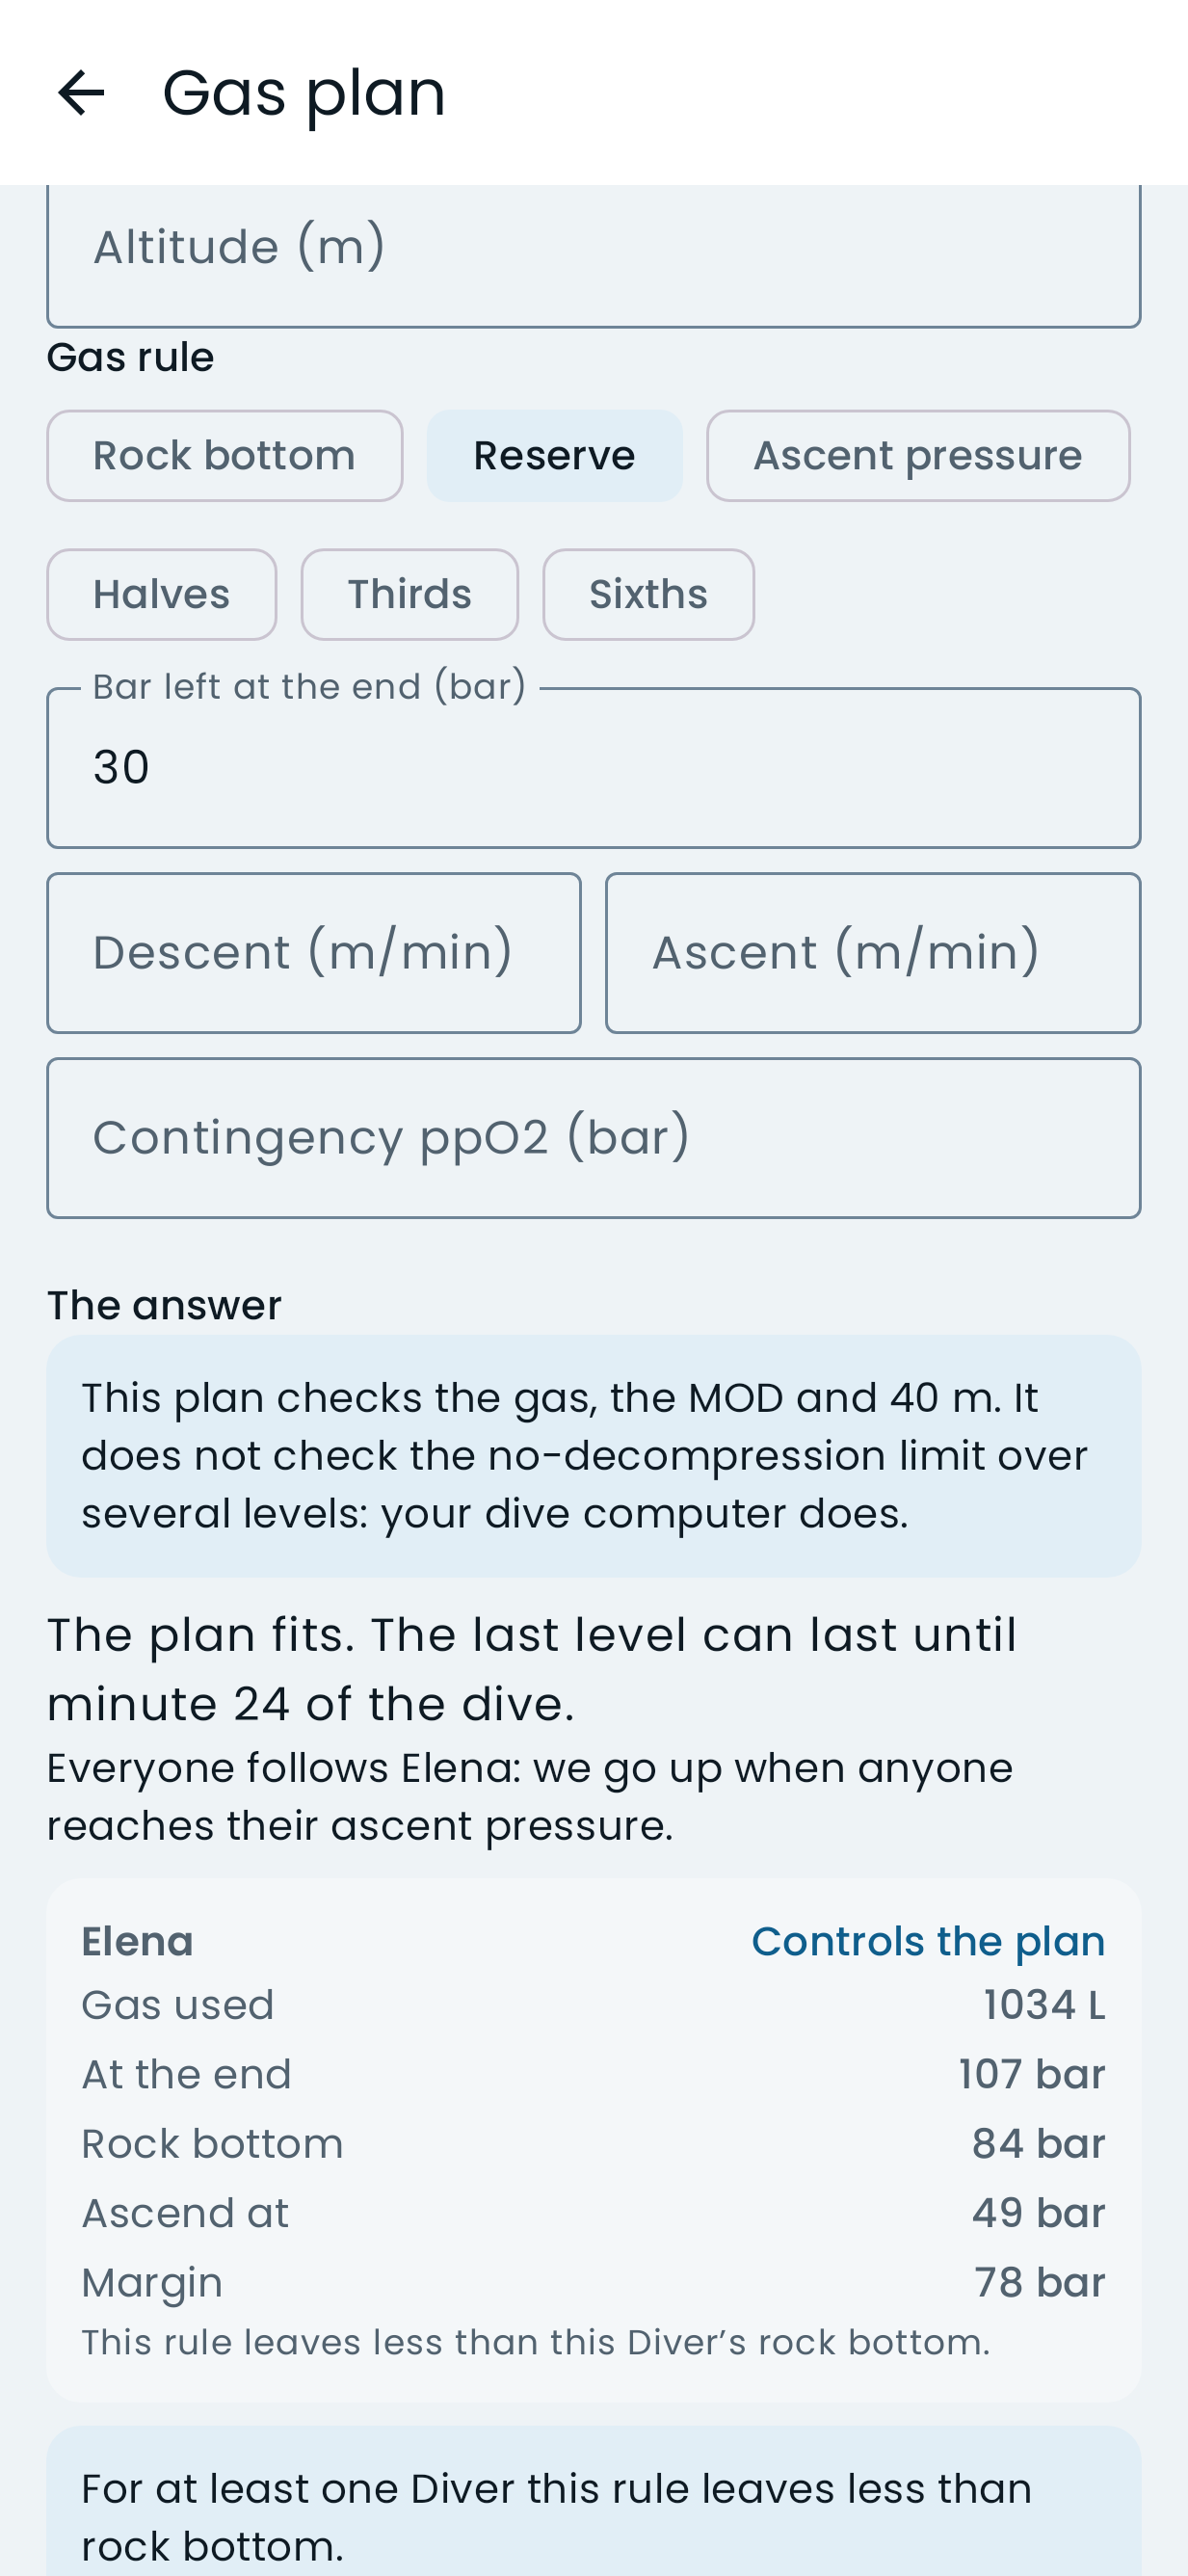 Gas plan
Altitude (m)
Gas rule
Rock bottom
Reserve
Ascent pressure
Halves
Thirds
Sixths
Bar left at the end (bar)
30
Descent (m/min)
Ascent (m/min)
Contingency ppO2 (bar)
The answer
This plan checks the gas, the MOD and 40 m. It
does not check the no-decompression limit over
several levels: your dive computer does.
The plan fits. The last level can last until
minute 24 of the dive.
Everyone follows Elena: we go up when anyone
reaches their ascent pressure.
Elena
Controls the plan
Gas used
1034 L
At the end
107 bar
Rock bottom
84 bar
Ascend at
49 bar
Margin
78 bar
This rule leaves less than this Diver’s rock bottom.
For at least one Diver this rule leaves less than
rock bottom.